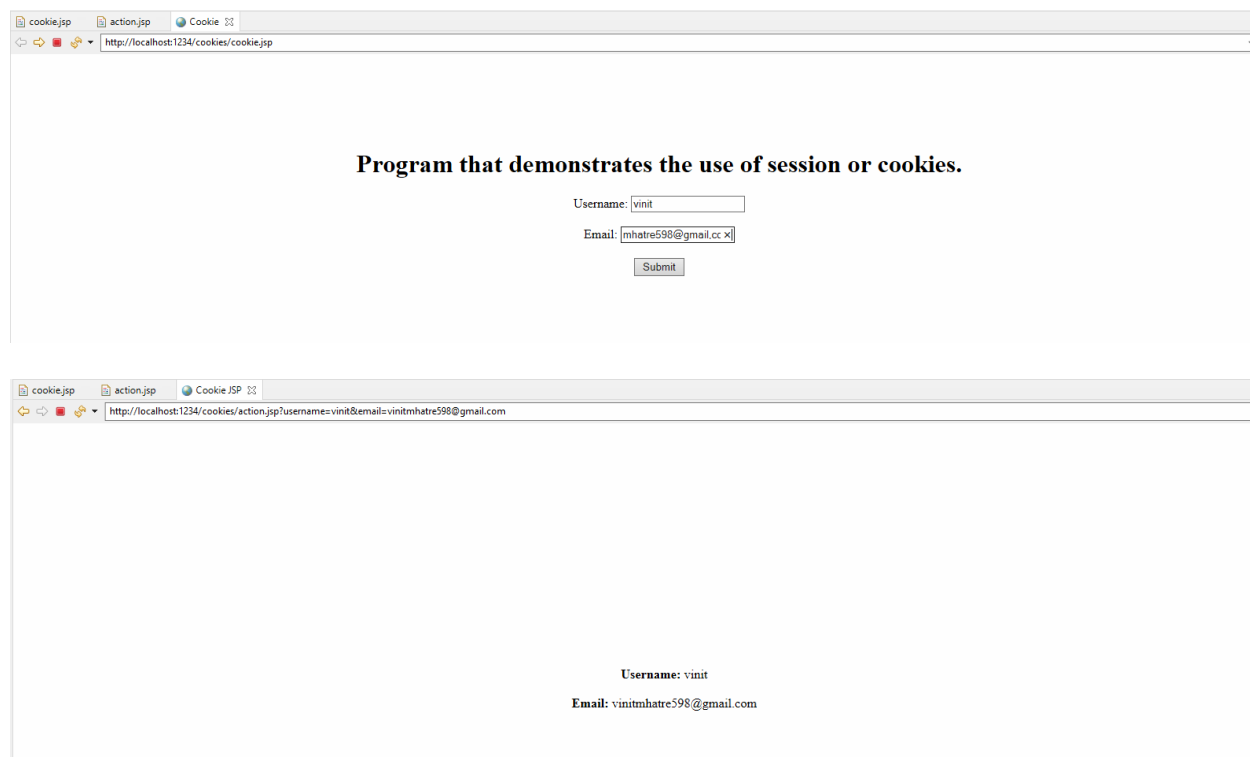 cookie.jsp action.jsp Cookie
http://localhost:1234/cookies/cookie.jsp
Program that demonstrates the use of session or cookies.
Username: vinit
Email: mhatre598@gmail.cc
Submit
cookie.jsp action.jsp Cookie JSP
http://localhost:1234/cookies/action.jsp?username=vinit&email=vinitmhatre598@gmail.com
Username: vinit
Email: vinitmhatre598@gmail.com